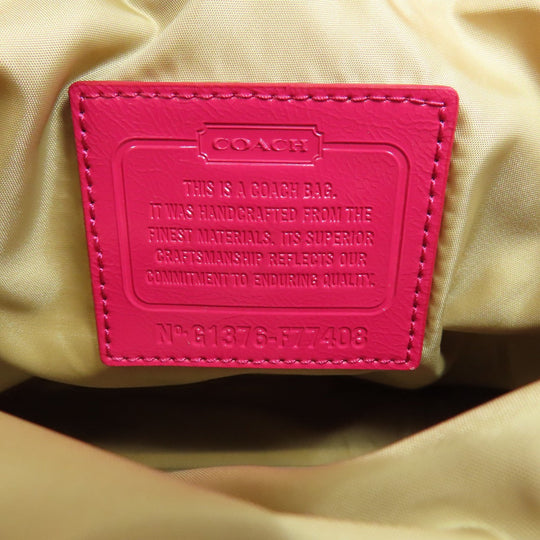 COACH
THIS IS A COACH BAG.
IT WAS HANDCRAFTED FROM THE
FINEST MATERIALS. ITS SUPERIOR
CRAFTSMANSHIP REFLECTS OUR
COMMITMENT TO ENDURING QUALITY.
Nº G1376-F77408